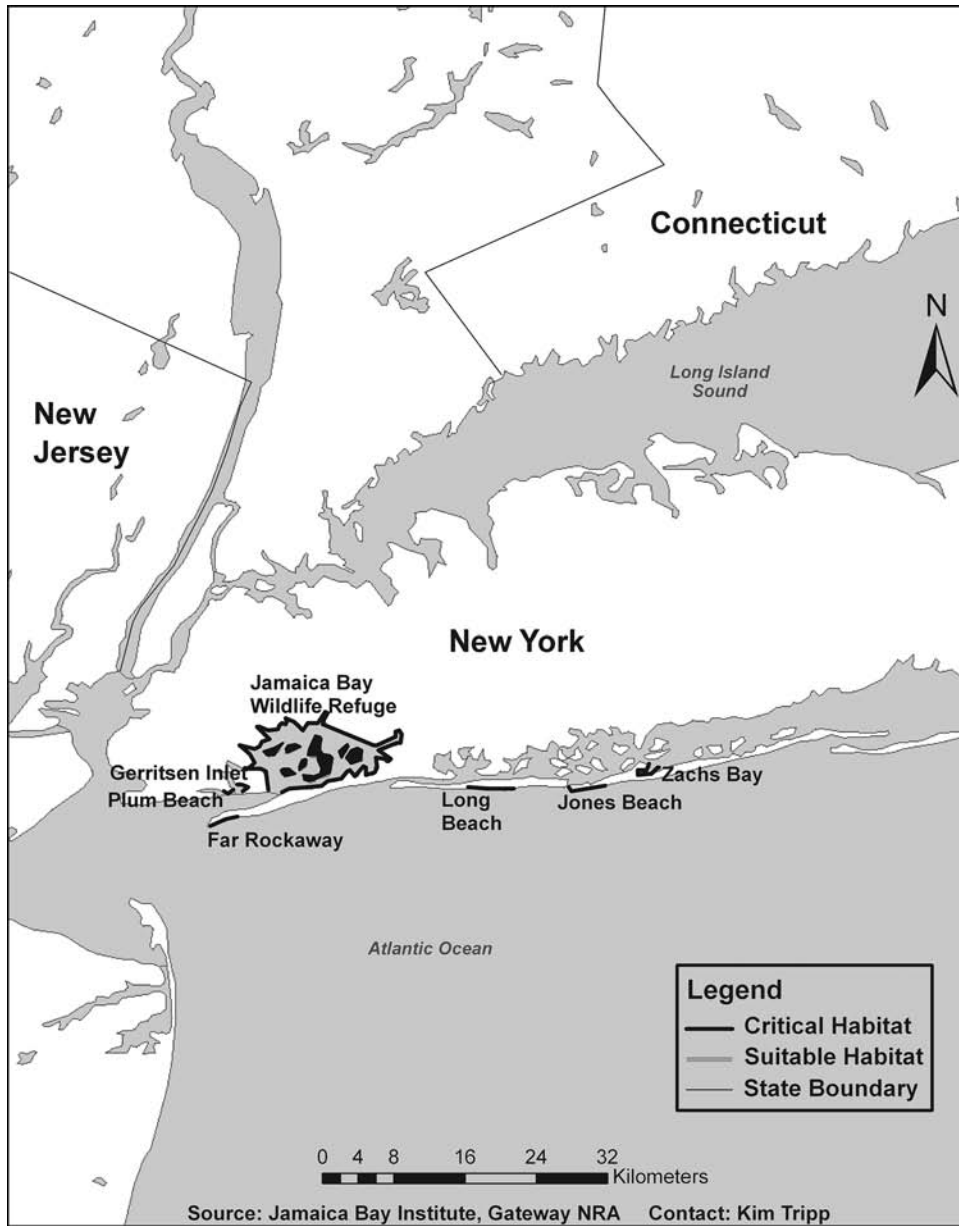 Connecticut
N
Long Island
Sound
New
Jersey
New York
Jamaica Bay
Wildlife Refuge
Gerritsen Inlet
Plum Beach
Far Rockaway
Long
Beach
Jones Beach
Zachs Bay
Atlantic Ocean
Legend
Critical Habitat
Suitable Habitat
State Boundary
0 4 8 16 24 32
Kilometers
Source: Jamaica Bay Institute, Gateway NRA Contact: Kim Tripp